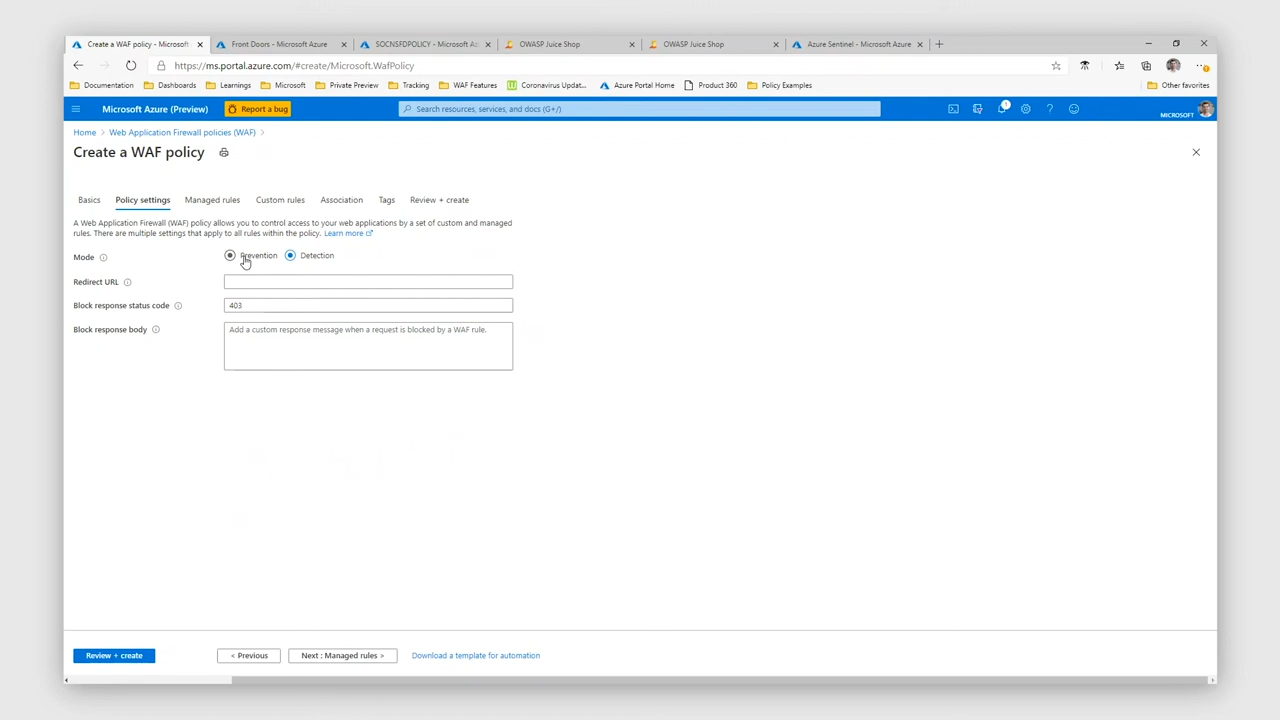 Create a WAF policy - Microsoft
Front Doors - Microsoft Azure
SOCNSFDPOLICY - Microsoft Az
OWASP Juice Shop
OWASP Juice Shop
Azure Sentinel - Microsoft Azure
https://ms.portal.azure.com/#create/Microsoft.WafPolicy
Documentation
Dashboards
Learnings
Microsoft
Private Preview
Tracking
WAF Features
Coronavirus Updat...
Azure Portal Home
Product 360
Policy Examples
Other favorites
Microsoft Azure (Preview)
Report a bug
Search resources, services, and docs (G+/)
1
MICROSOFT
Home > Web Application Firewall policies (WAF) >
Create a WAF policy
Basics
Policy settings
Managed rules
Custom rules
Association
Tags
Review + create
A Web Application Firewall (WAF) policy allows you to control access to your web applications by a set of custom and managed
rules. There are multiple settings that apply to all rules within the policy. Learn more
Mode
Prevention
Detection
Redirect URL
Block response status code
403
Block response body
Add a custom response message when a request is blocked by a WAF rule.
Review + create
< Previous
Next : Managed rules >
Download a template for automation